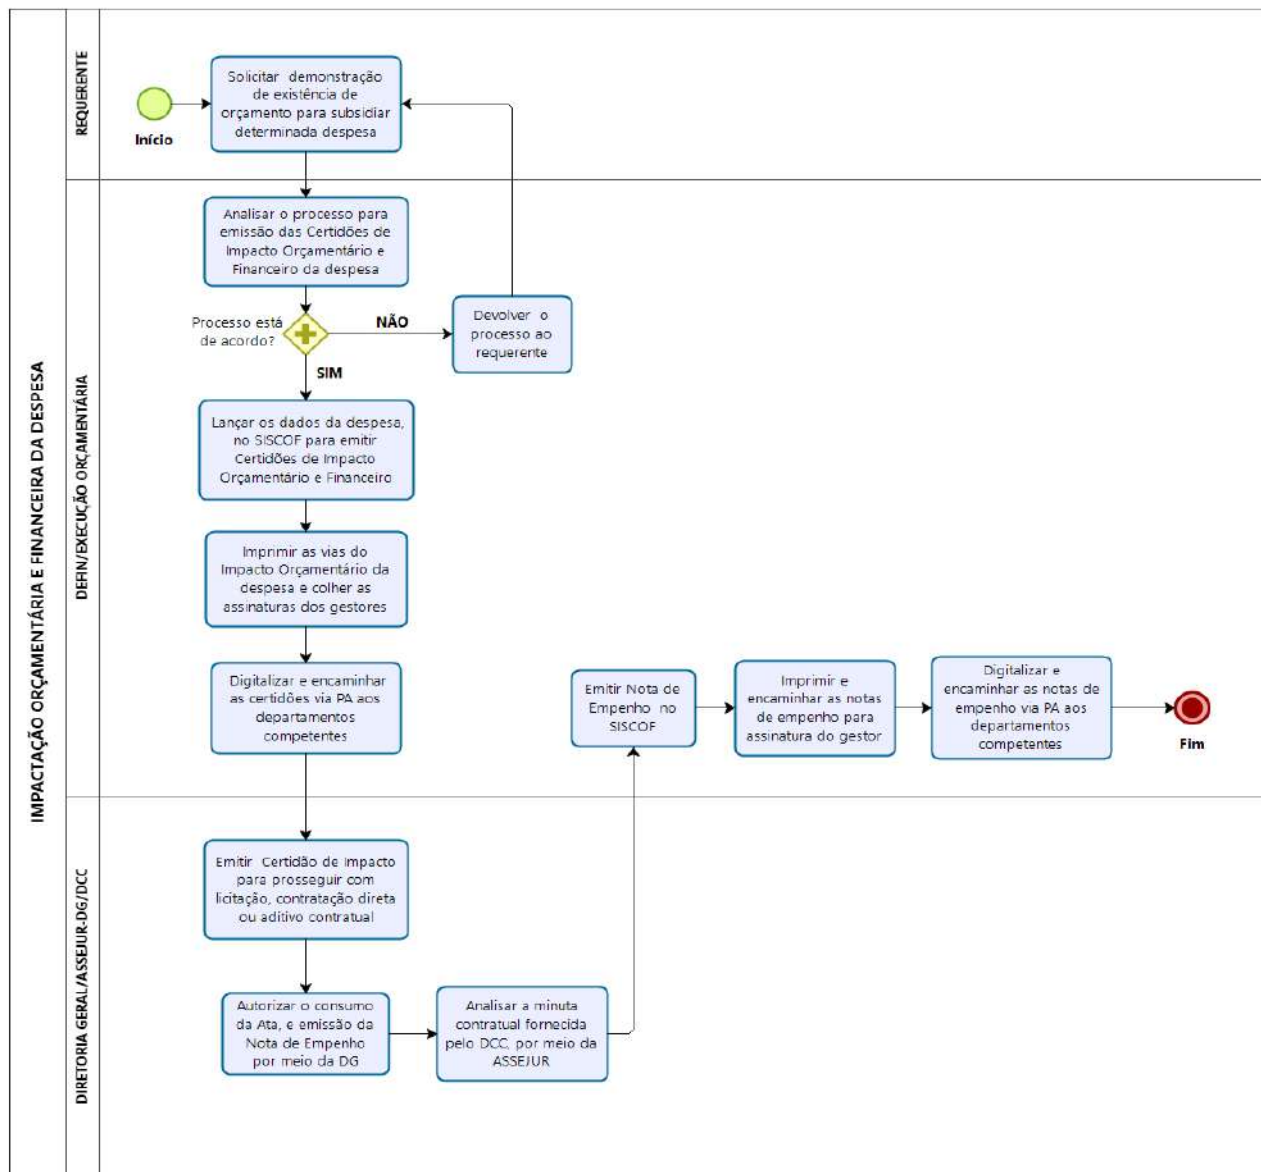 IMPACTAÇÃO ORÇAMENTÁRIA E FINANCEIRA DA DESPESA
REQUERENTE
Início
Solicitar demonstração
de existência de
orçamento para subsidiar
determinada despesa
DEFIN/EXECUÇÃO ORÇAMENTÁRIA
Analisar o processo para
emissão das Certidões de
Impacto Orçamentário e
Financeiro da despesa
Processo está
de acordo?
NÃO
Devolver o
processo ao
requerente
SIM
Lançar os dados da despesa,
no SISCOF para emitir
Certidões de Impacto
Orçamentário e Financeiro
Imprimir as vias do
Impacto Orçamentário da
despesa e colher as
assinaturas dos gestores
Digitalizar e encaminhar
as certidões via PA aos
departamentos
competentes
Emitir Nota de
Empenho no
SISCOF
Imprimir e
encaminhar as notas
de empenho para
assinatura do gestor
Digitalizar e
encaminhar as notas de
empenho via PA aos
departamentos
competentes
Fim
DIRETORIA GERAL/ASSEJUR-DG/DCC
Emitir Certidão de Impacto
para prosseguir com
licitação, contratação direta
ou aditivo contratual
Autorizar o consumo
da Ata, e emissão da
Nota de Empenho
por meio da DG
Analisar a minuta
contratual fornecida
pelo DCC, por meio da
ASSEJUR